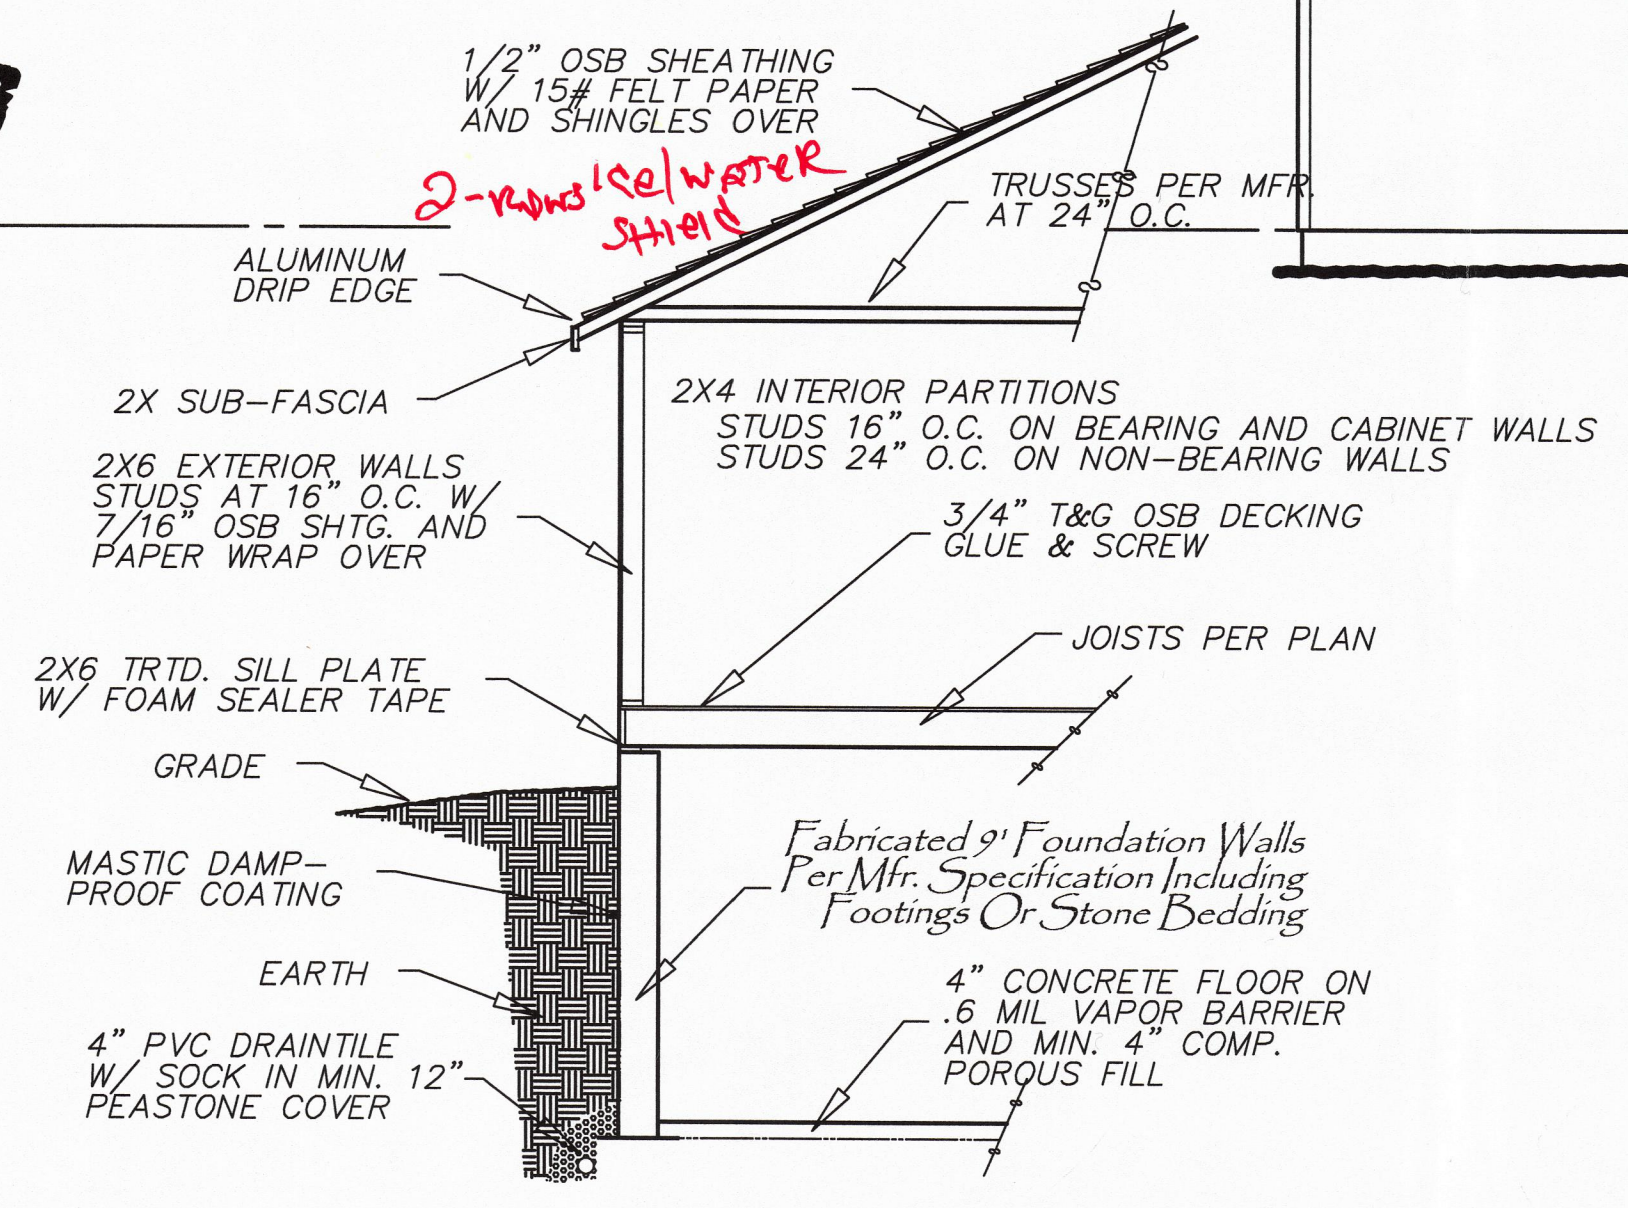 1/2" OSB SHEATHING
W/ 15# FELT PAPER
AND SHINGLES OVER
2-ROWS ICE/WATER
SHIELD
TRUSSES PER MFR.
AT 24" O.C.
ALUMINUM
DRIP EDGE
2X SUB-FASCIA
2X4 INTERIOR PARTITIONS
STUDS 16" O.C. ON BEARING AND CABINET WALLS
STUDS 24" O.C. ON NON-BEARING WALLS
2X6 EXTERIOR WALLS
STUDS AT 16" O.C. W/
7/16" OSB SHTG. AND
PAPER WRAP OVER
3/4" T&G OSB DECKING
GLUE & SCREW
JOISTS PER PLAN
2X6 TRTD. SILL PLATE
W/ FOAM SEALER TAPE
GRADE
Fabricated 9' Foundation Walls
Per Mfr. Specification Including
Footings Or Stone Bedding
MASTIC DAMP-
PROOF COATING
EARTH
4" CONCRETE FLOOR ON
.6 MIL VAPOR BARRIER
AND MIN. 4" COMP.
POROUS FILL
4" PVC DRAINTILE
W/ SOCK IN MIN. 12"
PEASTONE COVER